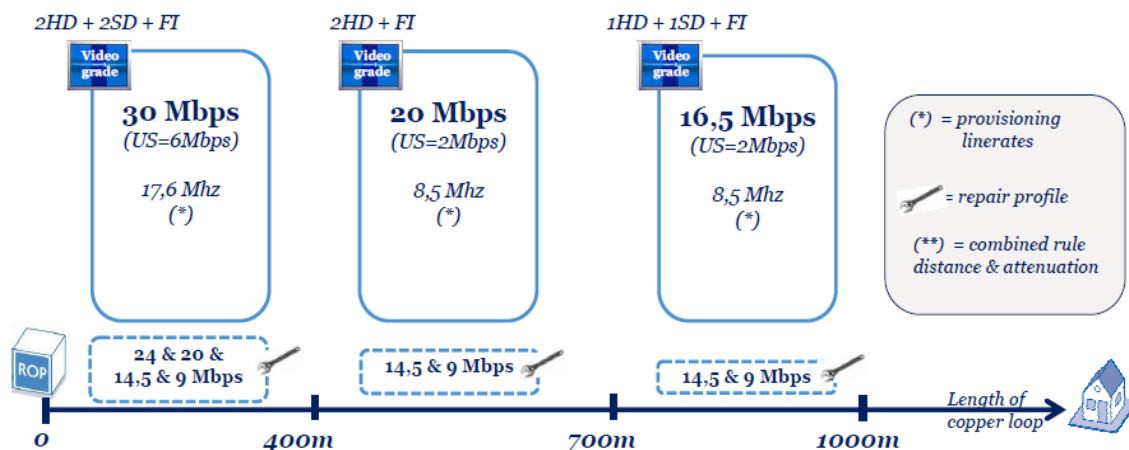 2HD + 2SD + FI
2HD + FI
1HD + 1SD + FI
Video
grade
Video
grade
Video
grade
30 Mbps
(US=6Mbps)
17,6 Mhz
(*)
20 Mbps
(US=2Mbps)
8,5 Mhz
(*)
16,5 Mbps
(US=2Mbps)
8,5 Mhz
(*)
(*) = provisioning
linerates
= repair profile
(**) = combined rule
distance & attenuation
ROP
24 & 20 &
14,5 & 9 Mbps
14,5 & 9 Mbps
14,5 & 9 Mbps
Length of
copper loop
0
400m
700m
1000m